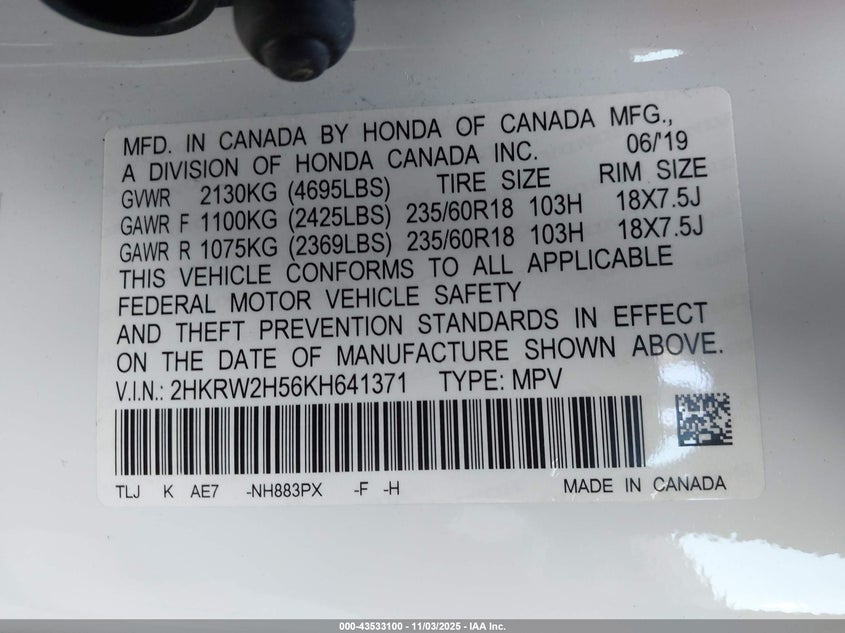 MFD. IN CANADA BY HONDA OF CANADA MFG.,
A DIVISION OF HONDA CANADA INC. 06/'19
GVWR 2130KG (4695LBS) TIRE SIZE RIM SIZE
GAWR F 1100KG (2425LBS) 235/60R18 103H 18X7.5J
GAWR R 1075KG (2369LBS) 235/60R18 103H 18X7.5J
THIS VEHICLE CONFORMS TO ALL APPLICABLE
FEDERAL MOTOR VEHICLE SAFETY
AND THEFT PREVENTION STANDARDS IN EFFECT
ON THE DATE OF MANUFACTURE SHOWN ABOVE.
V.I.N.: 2HKRW2H56KH641371 TYPE: MPV
TLJ K AE7 -NH883PX -F -H MADE IN CANADA
000-43533100 - 11/03/2025 - IAA Inc.